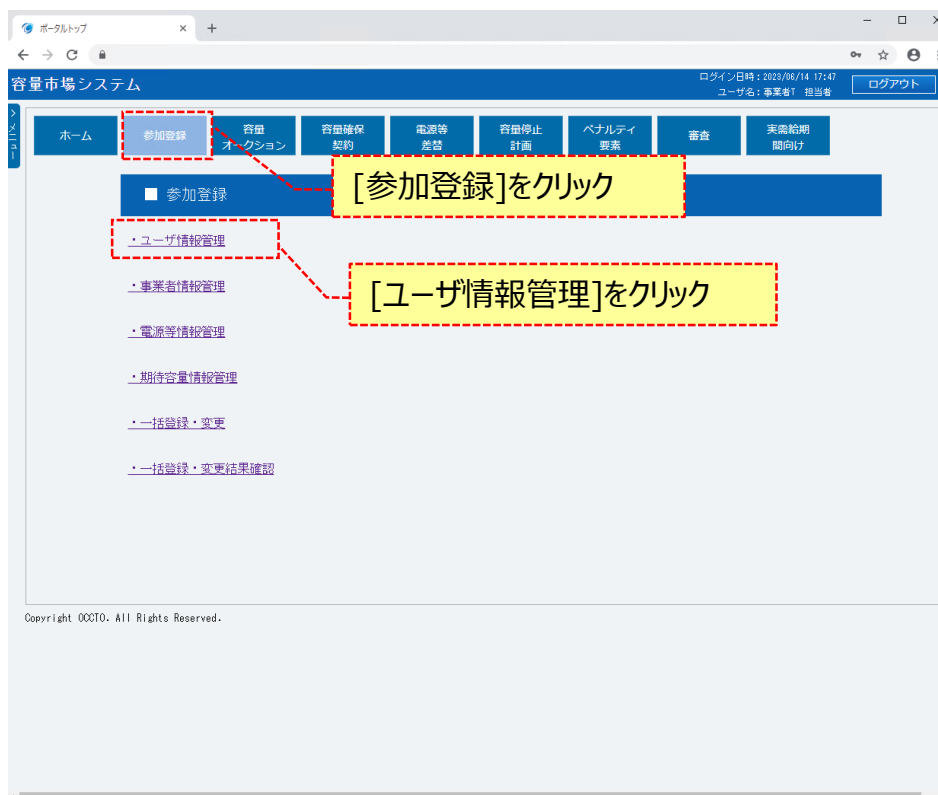 ポータルトップ
容量市場システム
ログイン日時:2023/06/14 17:47
ユーザ名:事業者T 担当者
ログアウト
メニュー
ホーム
参加登録
容量
オークション
容量確保
契約
電源等
差替
容量停止
計画
ペナルティ
要素
審査
実需給期
間向け
[参加登録]をクリック
■ 参加登録
・ユーザ情報管理
[ユーザ情報管理]をクリック
・事業者情報管理
・電源等情報管理
・期待容量情報管理
・一括登録・変更
・一括登録・変更結果確認
Copyright OCCTO. All Rights Reserved.